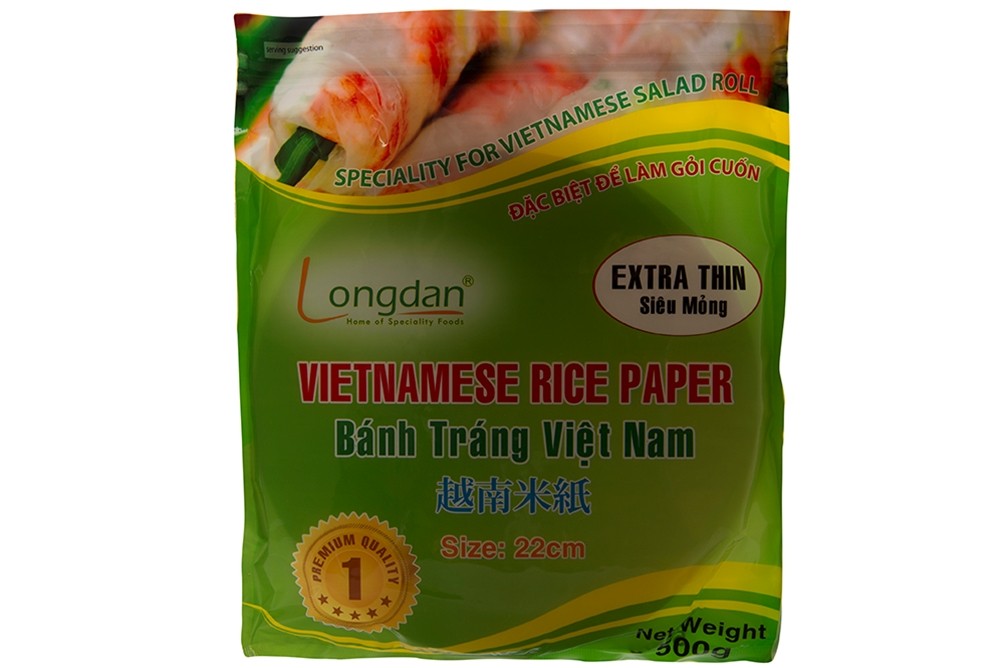 serving suggestion
SPECIALITY FOR VIETNAMESE SALAD ROLL
ĐẶC BIỆT ĐỂ LÀM GỎI CUỐN
Longdan®
Home of Speciality Foods
EXTRA THIN
Siêu Mỏng
VIETNAMESE RICE PAPER
Bánh Tráng Việt Nam
越南米紙
Size: 22cm
PREMIUM QUALITY
1
Net Weight
500g